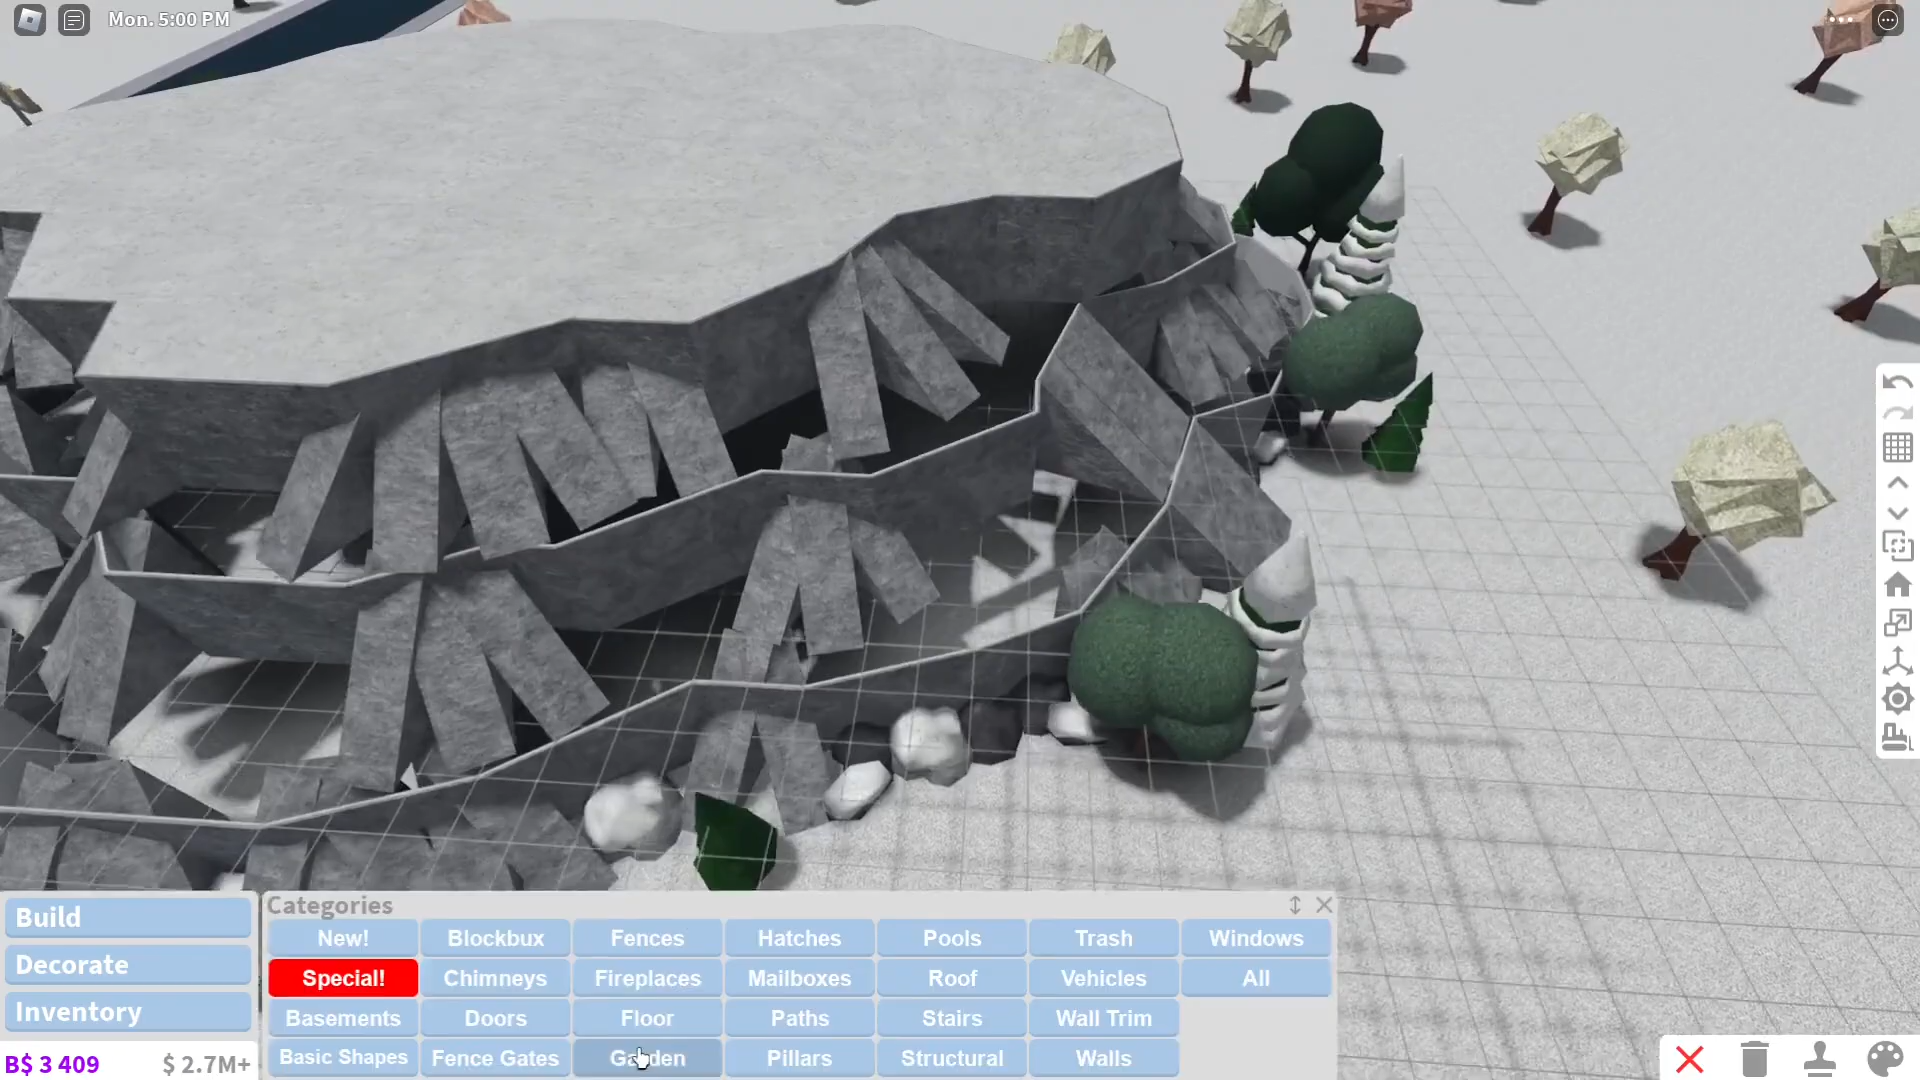 Mon. 5:00 PM
Build
Decorate
Inventory
B$ 3 409
$ 2.7M+
Categories
New! Blockbux Fences Hatches Pools Trash Windows
Special! Chimneys Fireplaces Mailboxes Roof Vehicles All
Basements Doors Floor Paths Stairs Wall Trim
Basic Shapes Fence Gates Garden Pillars Structural Walls